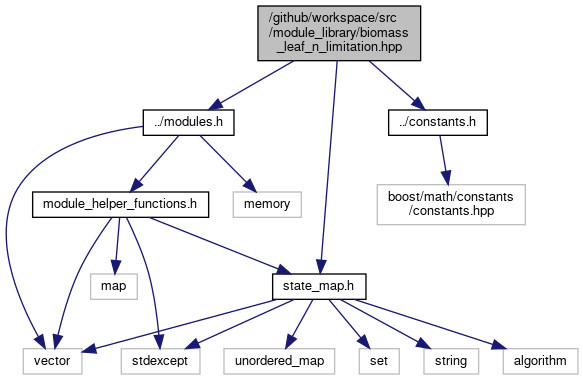 /github/workspace/src
/module_library/biomass
_leaf_n_limitation.hpp
../modules.h
../constants.h
module_helper_functions.h
memory
boost/math/constants
/constants.hpp
map
state_map.h
vector
stdexcept
unordered_map
set
string
algorithm